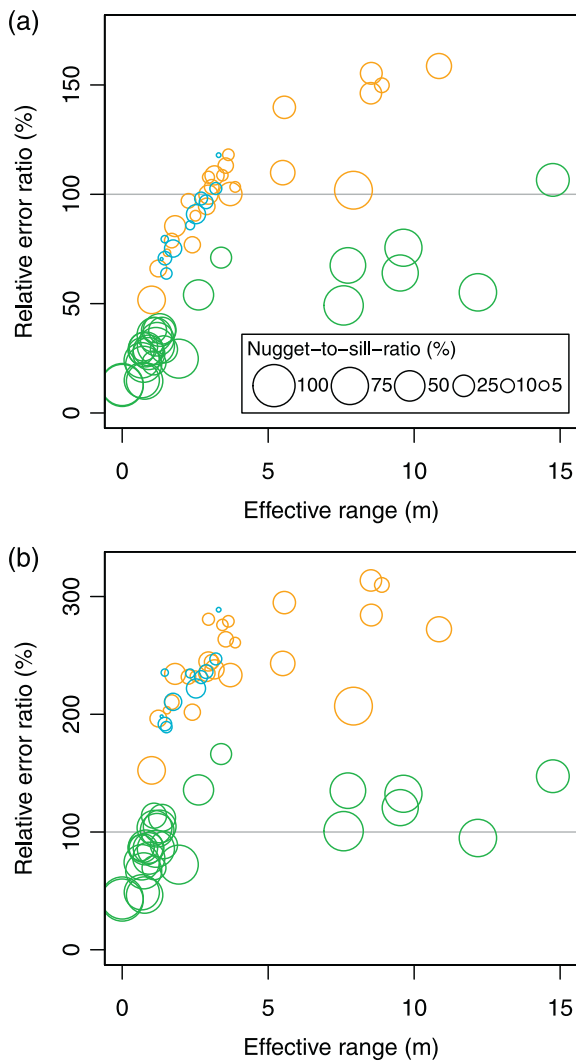 (a)
Relative error ratio (%)
150
100
50
0
Nugget−to−sill−ratio (%)
100 75 50 25 10 5
0 5 10 15
Effective range (m)
(b)
Relative error ratio (%)
300
200
100
0
0 5 10 15
Effective range (m)